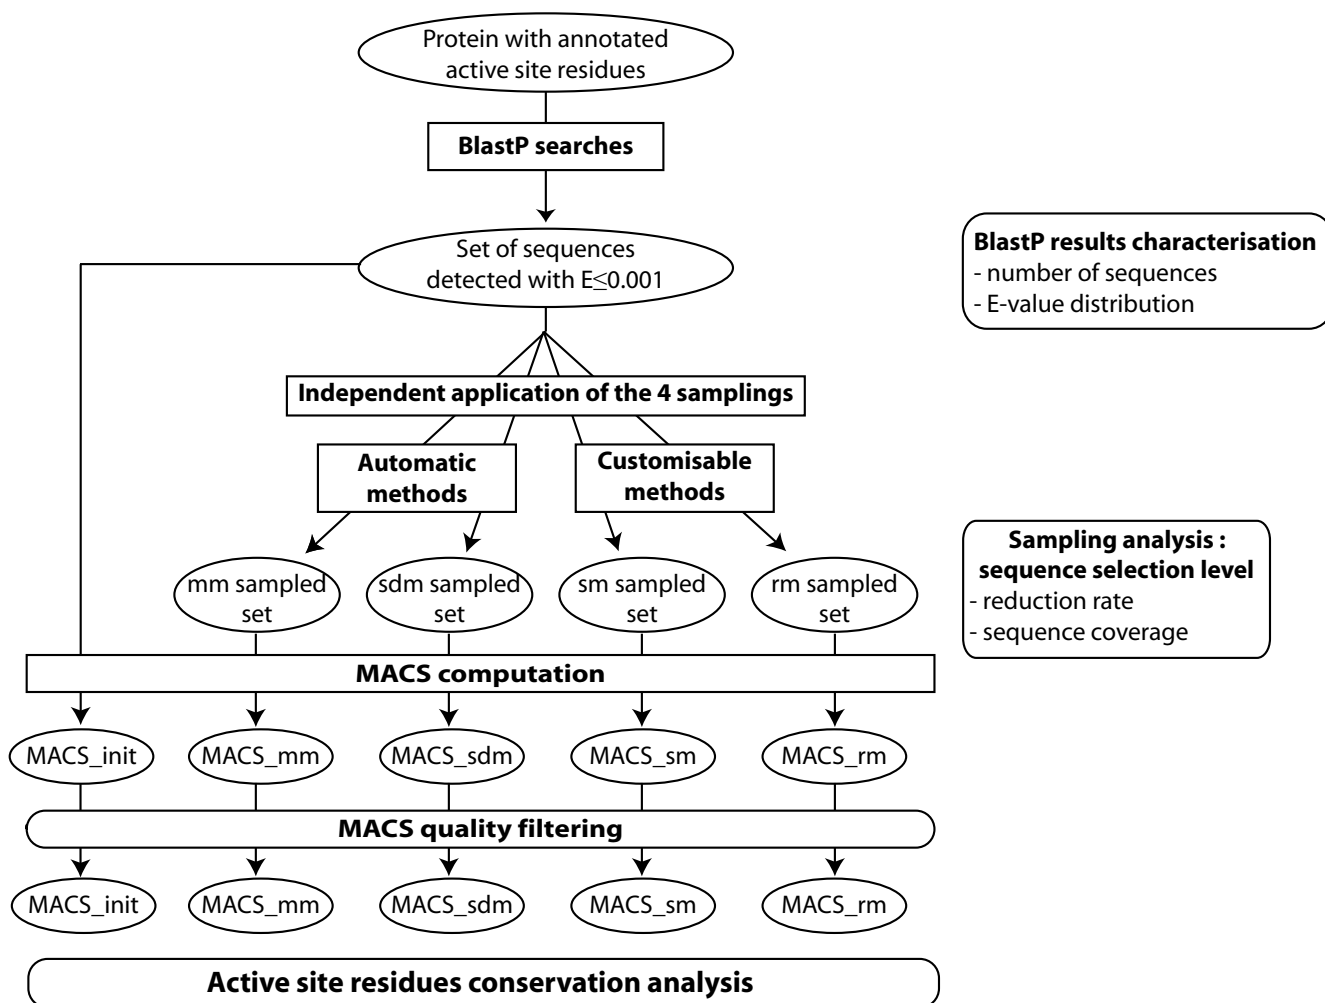 Protein with annotated
active site residues
BlastP searches
Set of sequences
detected with E≤0.001
BlastP results characterisation
- number of sequences
- E-value distribution
Independent application of the 4 samplings
Automatic
methods
Customisable
methods
mm sampled
set
sdm sampled
set
sm sampled
set
rm sampled
set
Sampling analysis :
sequence selection level
- reduction rate
- sequence coverage
MACS computation
MACS_init
MACS_mm
MACS_sdm
MACS_sm
MACS_rm
MACS quality filtering
MACS_init
MACS_mm
MACS_sdm
MACS_sm
MACS_rm
Active site residues conservation analysis